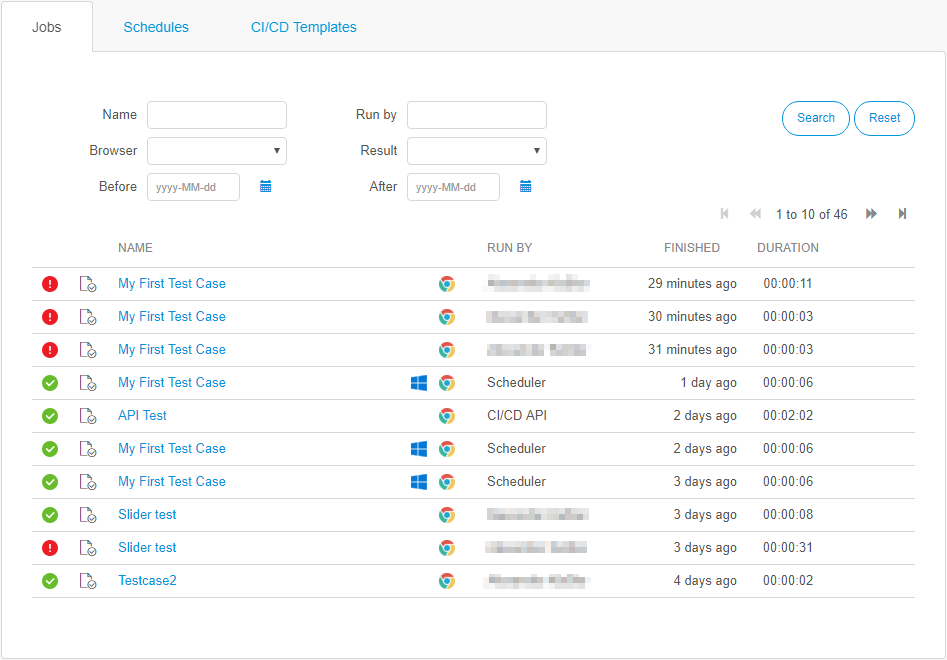 Jobs Schedules CI/CD Templates
Name Run by Search Reset
Browser Result
Before yyyy-MM-dd After yyyy-MM-dd
1 to 10 of 46
NAME RUN BY FINISHED DURATION
My First Test Case 29 minutes ago 00:00:11
My First Test Case 30 minutes ago 00:00:03
My First Test Case 31 minutes ago 00:00:03
My First Test Case Scheduler 1 day ago 00:00:06
API Test CI/CD API 2 days ago 00:02:02
My First Test Case Scheduler 2 days ago 00:00:06
My First Test Case Scheduler 3 days ago 00:00:06
Slider test 3 days ago 00:00:08
Slider test 3 days ago 00:00:31
Testcase2 4 days ago 00:00:02